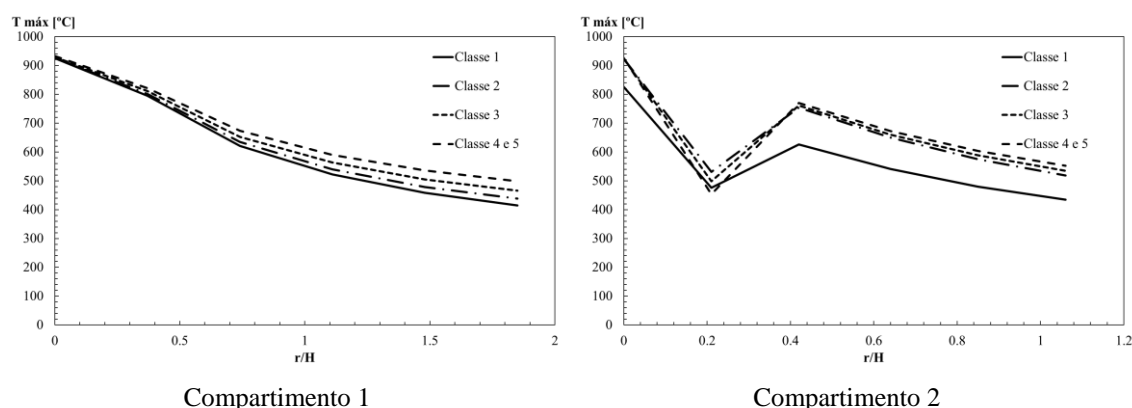 T máx [ºC]
1000
900
800
700
600
500
400
300
200
100
0
0
0.5
1
1.5
2
r/H
Classe 1
Classe 2
Classe 3
Classe 4 e 5
Compartimento 1
T máx [ºC]
1000
900
800
700
600
500
400
300
200
100
0
0
0.2
0.4
0.6
0.8
1
1.2
r/H
Classe 1
Classe 2
Classe 3
Classe 4 e 5
Compartimento 2